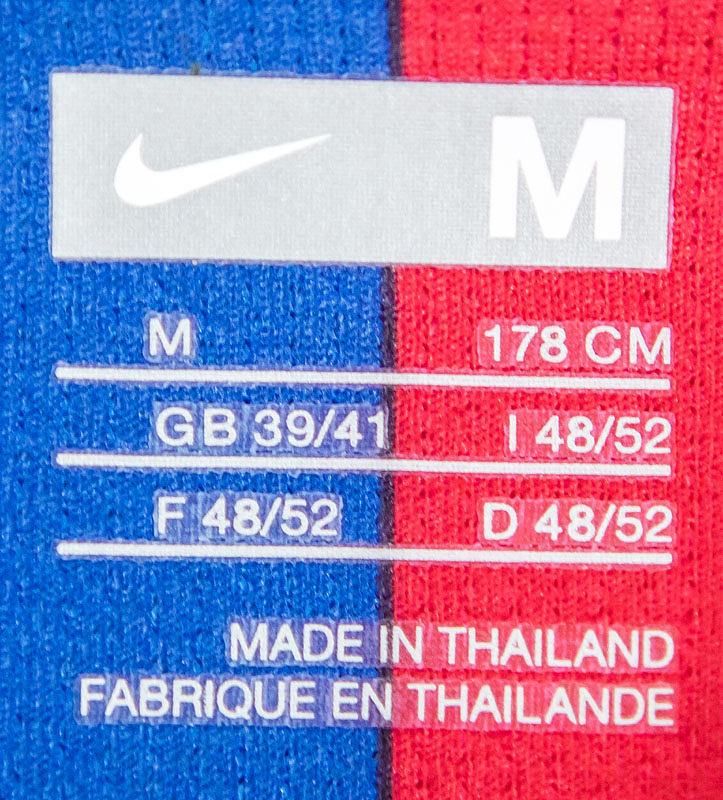 M
M 178 CM
GB 39/41 I 48/52
F 48/52 D 48/52
MADE IN THAILAND
FABRIQUE EN THAILANDE